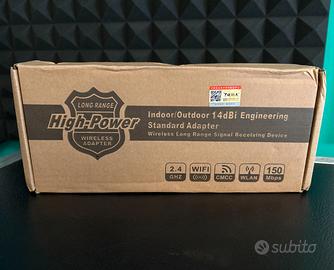 LONG RANGE
High-Power
WIRELESS
ADAPTER
Indoor/Outdoor 14dBi Engineering
Standard Adapter
Wireless Long Range Signal Receiving Device
2.4
GHZ
WIFI
CMCC
WLAN
150
Mbps
subito